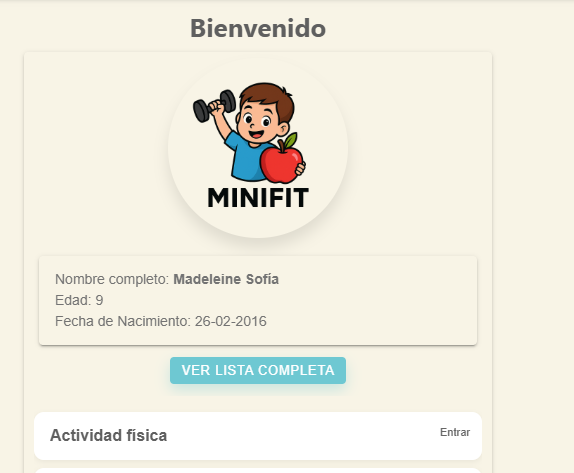 Bienvenido
MINIFIT
Nombre completo: Madeleine Sofía
Edad: 9
Fecha de Nacimiento: 26-02-2016
VER LISTA COMPLETA
Actividad física
Entrar